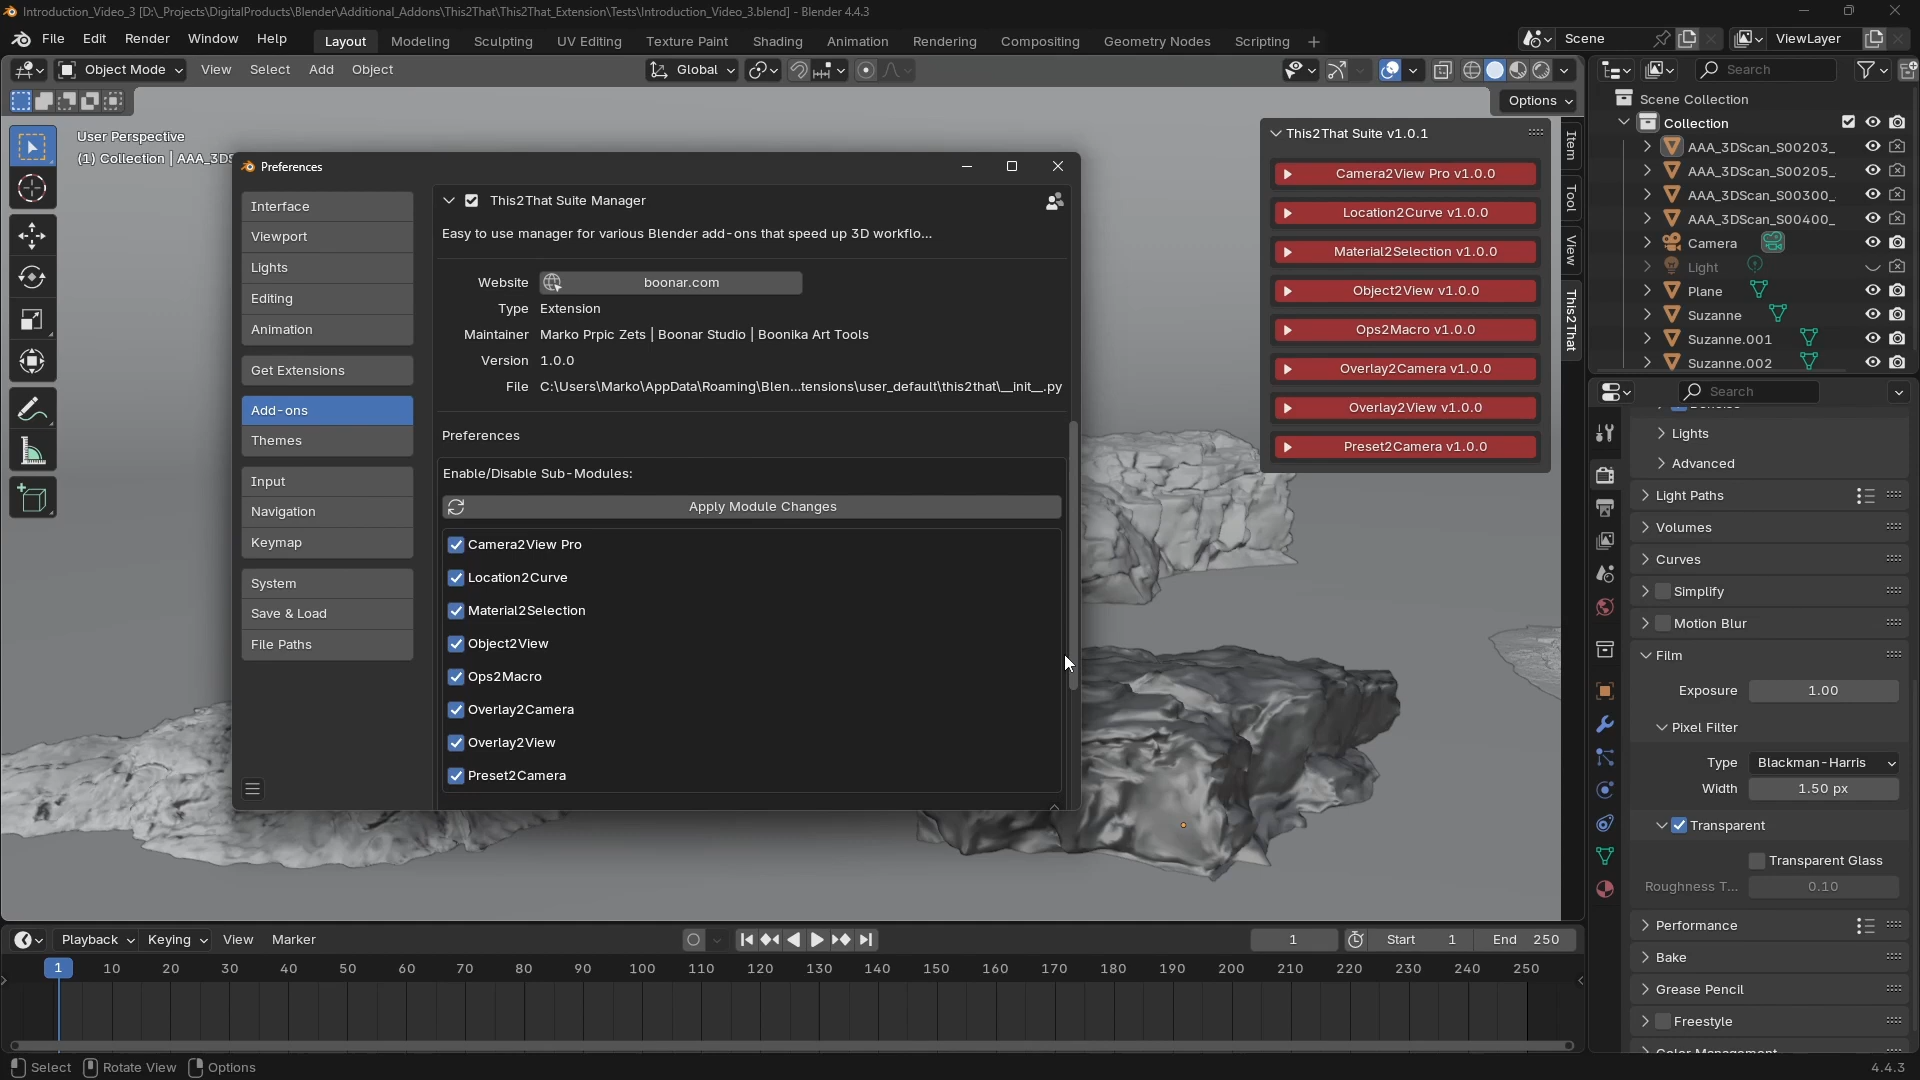 Introduction_Video_3 [D:\_Projects\DigitalProducts\Blender\Additional_Addons\This2That\This2That_Extension\Tests\Introduction_Video_3.blend] - Blender 4.4.3
File Edit Render Window Help
Layout Modeling Sculpting UV Editing Texture Paint Shading Animation Rendering Compositing Geometry Nodes Scripting +
Scene
ViewLayer
Object Mode View Select Add Object
Global
Search
Options
User Perspective
(1) Collection | AAA_3DS
Preferences
Interface
Viewport
Lights
Editing
Animation
Get Extensions
Add-ons
Themes
Input
Navigation
Keymap
System
Save & Load
File Paths
This2That Suite Manager
Easy to use manager for various Blender add-ons that speed up 3D workflo...
Website boonar.com
Type Extension
Maintainer Marko Prpic Zets | Boonar Studio | Boonika Art Tools
Version 1.0.0
File C:\Users\Marko\AppData\Roaming\Blen...tensions\user_default\this2that\__init__.py
Preferences
Enable/Disable Sub-Modules:
Apply Module Changes
Camera2View Pro
Location2Curve
Material2Selection
Object2View
Ops2Macro
Overlay2Camera
Overlay2View
Preset2Camera
This2That Suite v1.0.1
Camera2View Pro v1.0.0
Location2Curve v1.0.0
Material2Selection v1.0.0
Object2View v1.0.0
Ops2Macro v1.0.0
Overlay2Camera v1.0.0
Overlay2View v1.0.0
Preset2Camera v1.0.0
Item
Tool
View
This2That
Scene Collection
Collection
AAA_3DScan_S00203_
AAA_3DScan_S00205_
AAA_3DScan_S00300_
AAA_3DScan_S00400_
Camera
Light
Plane
Suzanne
Suzanne.001
Suzanne.002
Search
Denoise
Lights
Advanced
Light Paths
Volumes
Curves
Simplify
Motion Blur
Film
Exposure 1.00
Pixel Filter
Type Blackman-Harris
Width 1.50 px
Transparent
Transparent Glass
Roughness T... 0.10
Performance
Bake
Grease Pencil
Freestyle
Color Management
Playback Keying View Marker
1 Start 1 End 250
1 10 20 30 40 50 60 70 80 90 100 110 120 130 140 150 160 170 180 190 200 210 220 230 240 250
Select Rotate View Options
4.4.3